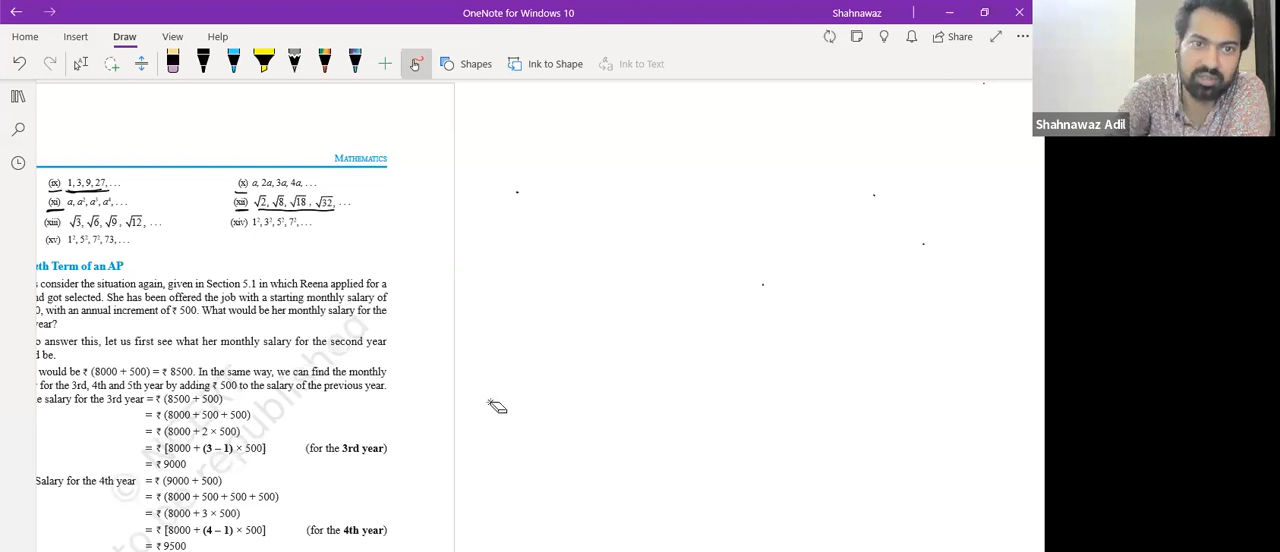 OneNote for Windows 10
Shahnawaz
Home Insert Draw View Help
Share
Shapes Ink to Shape Ink to Text
Shahnawaz Adil
MATHEMATICS
(ix) 1, 3, 9, 27, . . . (x) a, 2a, 3a, 4a, . . .
(xi) a, a², a³, a⁴, . . . (xii) √2, √8, √18, √32, . . .
(xiii) √3, √6, √9, √12, . . . (xiv) 1², 3², 5², 7², . . .
(xv) 1², 5², 7², 73, . . .
th Term of an AP
consider the situation again, given in Section 5.1 in which Reena applied for a
d got selected. She has been offered the job with a starting monthly salary of
0, with an annual increment of ₹ 500. What would be her monthly salary for the
ear?
o answer this, let us first see what her monthly salary for the second year
d be.
would be ₹ (8000 + 500) = ₹ 8500. In the same way, we can find the monthly
for the 3rd, 4th and 5th year by adding ₹ 500 to the salary of the previous year.
e salary for the 3rd year = ₹ (8500 + 500)
= ₹ (8000 + 500 + 500)
= ₹ (8000 + 2 × 500)
= ₹ [8000 + (3 – 1) × 500] (for the 3rd year)
= ₹ 9000
Salary for the 4th year = ₹ (9000 + 500)
= ₹ (8000 + 500 + 500 + 500)
= ₹ (8000 + 3 × 500)
= ₹ [8000 + (4 – 1) × 500] (for the 4th year)
= ₹ 9500